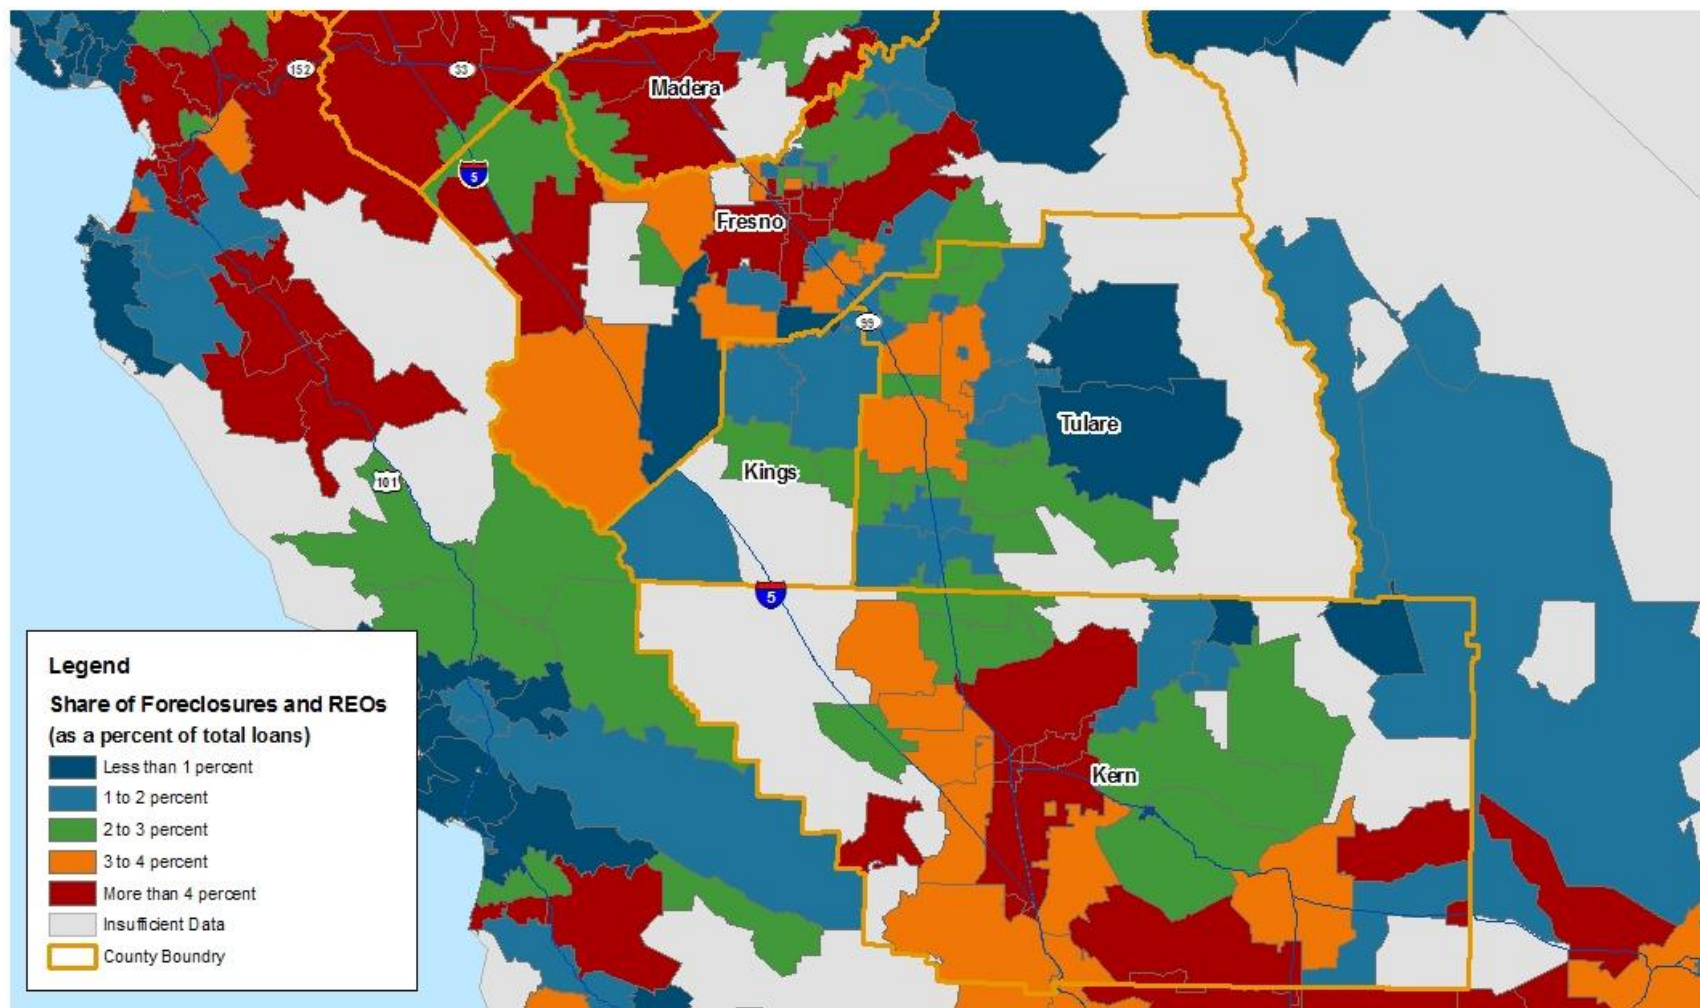 152
33
Madera
5
Fresno
99
Tulare
Kings
101
5
Kern
Legend
Share of Foreclosures and REOs
(as a percent of total loans)
Less than 1 percent
1 to 2 percent
2 to 3 percent
3 to 4 percent
More than 4 percent
Insufficient Data
County Boundry